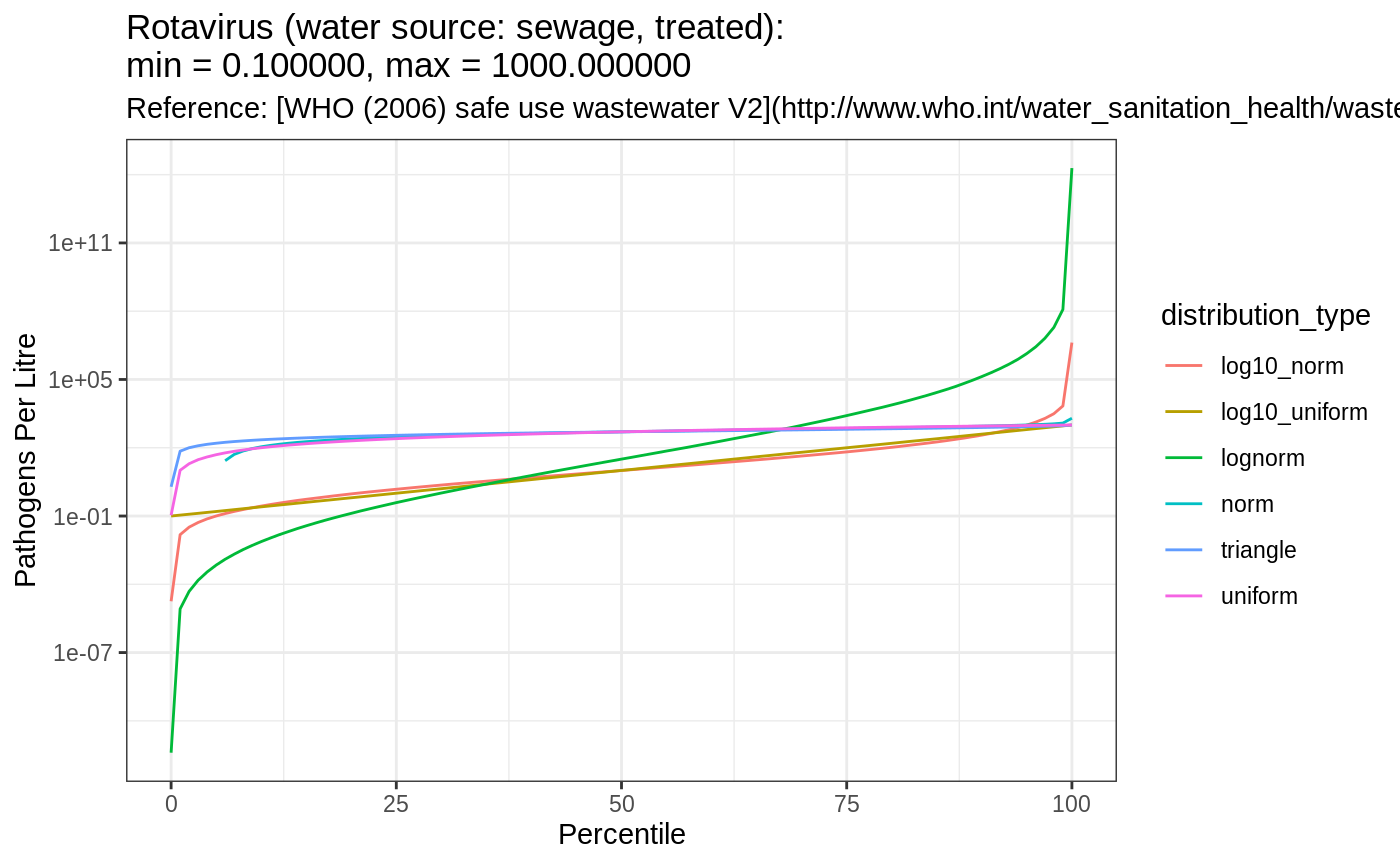 Rotavirus (water source: sewage, treated):
min = 0.100000, max = 1000.000000
Reference: [WHO (2006) safe use wastewater V2](http://www.who.int/water_sanitation_health/waste
Pathogens Per Litre
1e+11
1e+05
1e-01
1e-07
0 25 50 75 100
Percentile
distribution_type
log10_norm
log10_uniform
lognorm
norm
triangle
uniform